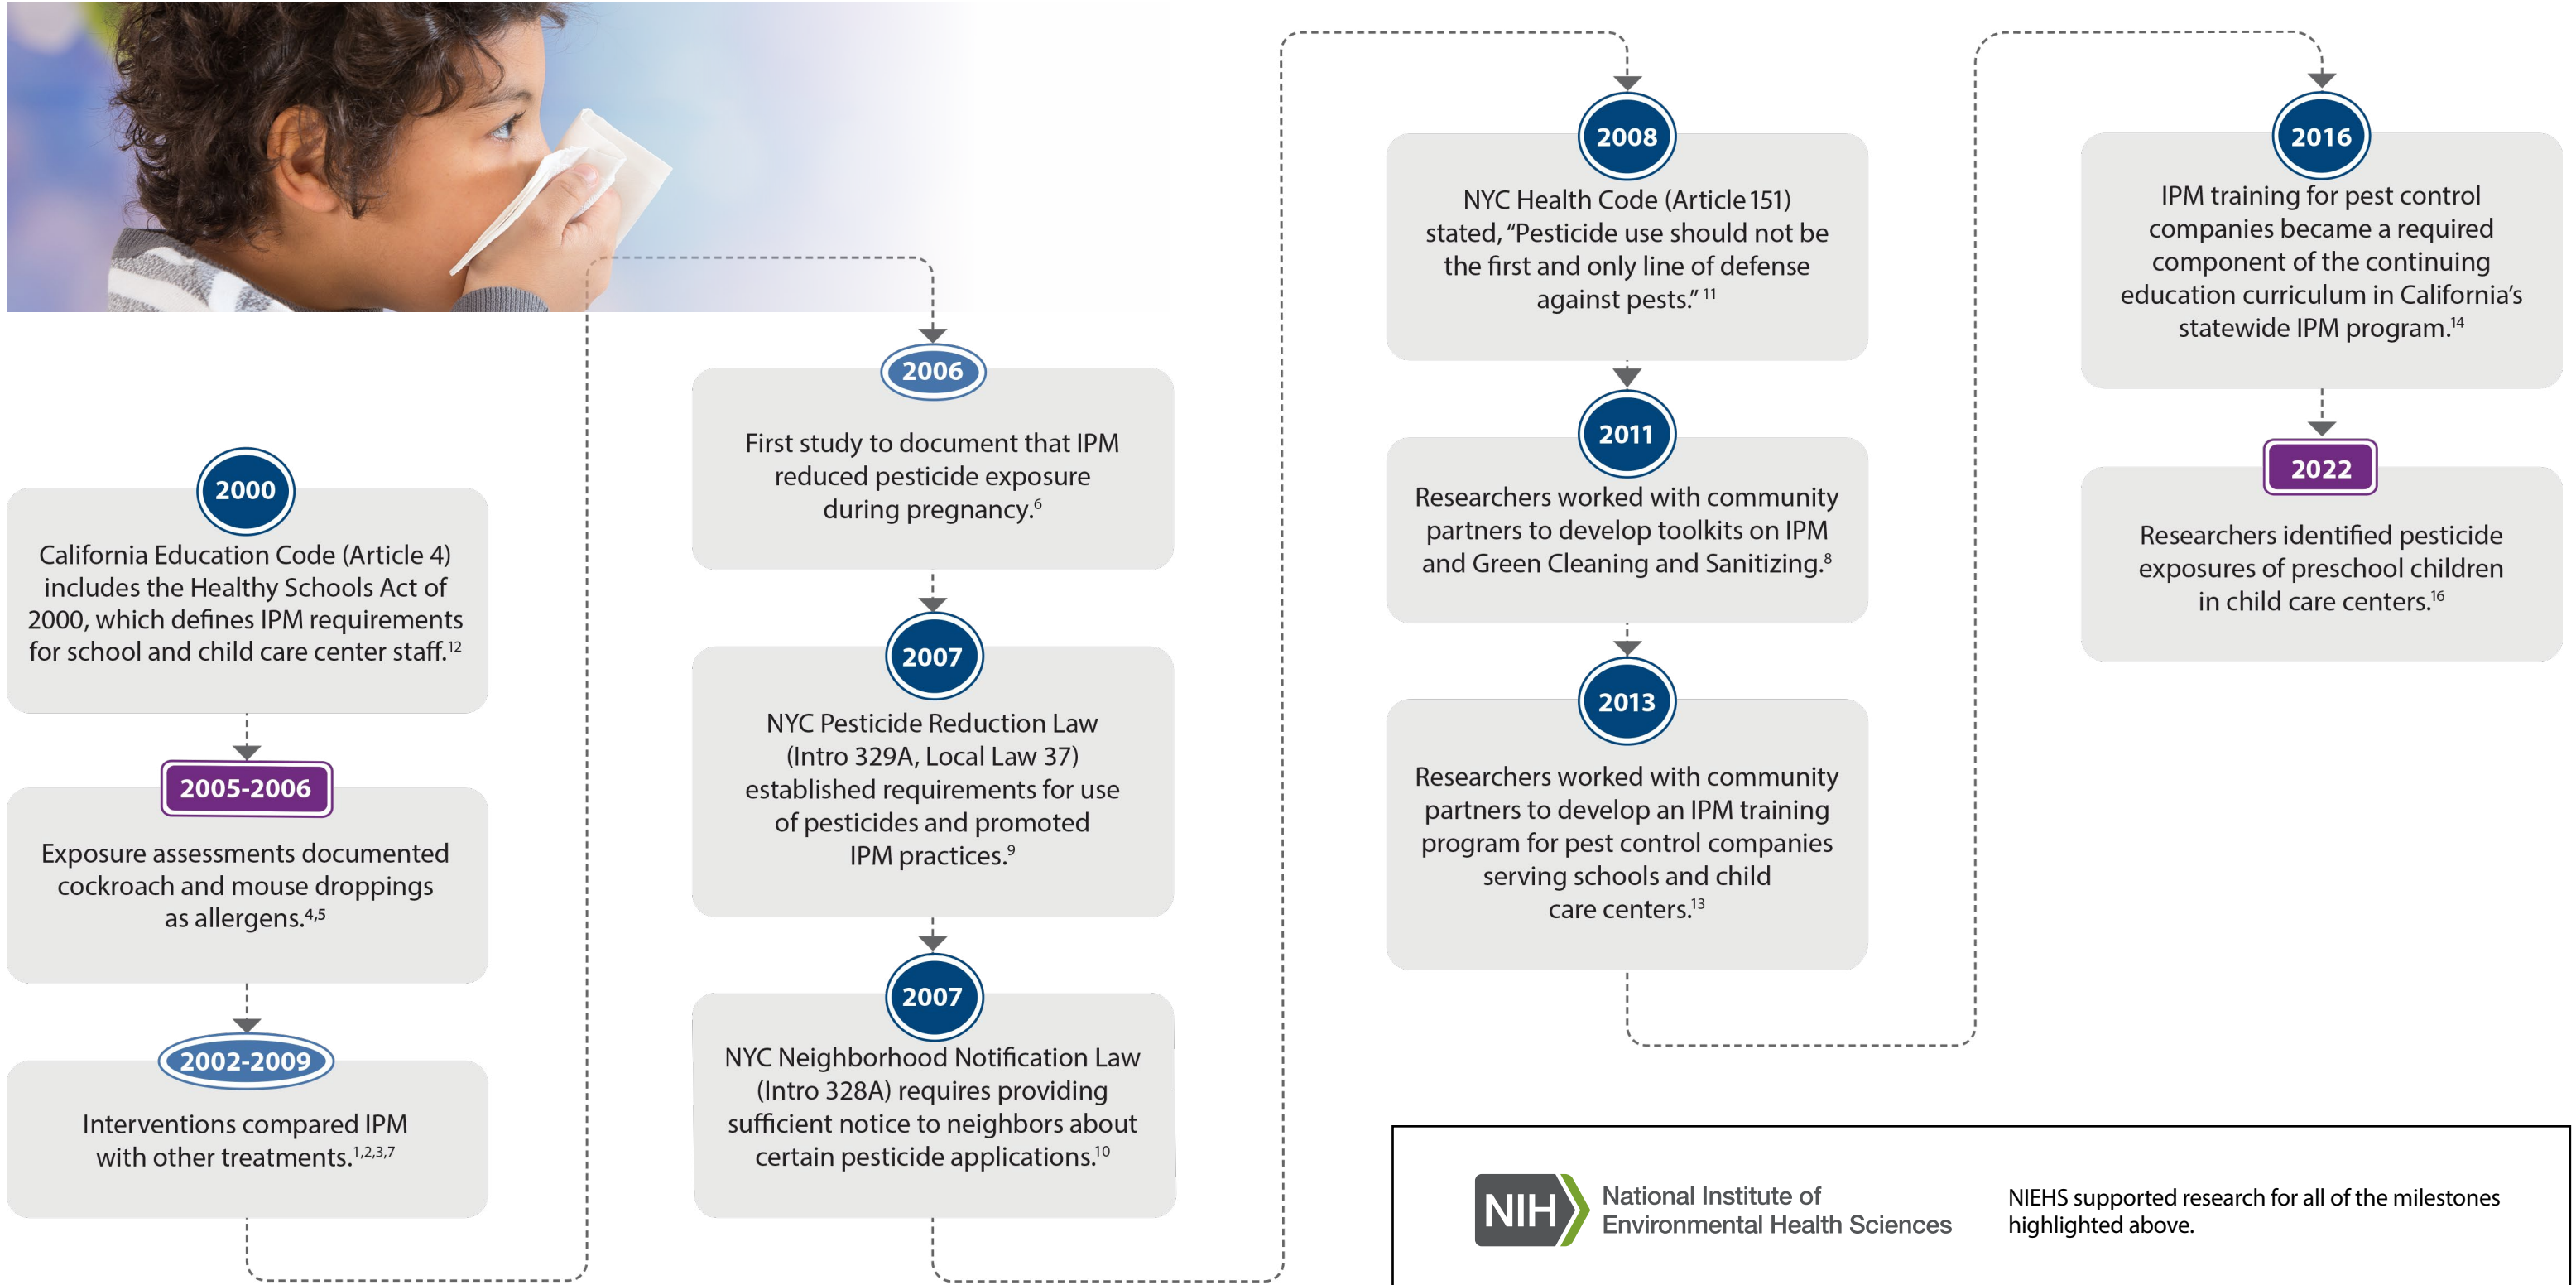 2000
California Education Code (Article 4)
includes the Healthy Schools Act of
2000, which defines IPM requirements
for school and child care center staff.12
2005-2006
Exposure assessments documented
cockroach and mouse droppings
as allergens.4,5
2002-2009
Interventions compared IPM
with other treatments.1,2,3,7
2006
First study to document that IPM
reduced pesticide exposure
during pregnancy.6
2007
NYC Pesticide Reduction Law
(Intro 329A, Local Law 37)
established requirements for use
of pesticides and promoted
IPM practices.9
2007
NYC Neighborhood Notification Law
(Intro 328A) requires providing
sufficient notice to neighbors about
certain pesticide applications.10
2008
NYC Health Code (Article 151)
stated, “Pesticide use should not be
the first and only line of defense
against pests.” 11
2011
Researchers worked with community
partners to develop toolkits on IPM
and Green Cleaning and Sanitizing.8
2013
Researchers worked with community
partners to develop an IPM training
program for pest control companies
serving schools and child
care centers.13
2016
IPM training for pest control
companies became a required
component of the continuing
education curriculum in California’s
statewide IPM program.14
2022
Researchers identified pesticide
exposures of preschool children
in child care centers.16
NIH
National Institute of
Environmental Health Sciences
NIEHS supported research for all of the milestones
highlighted above.